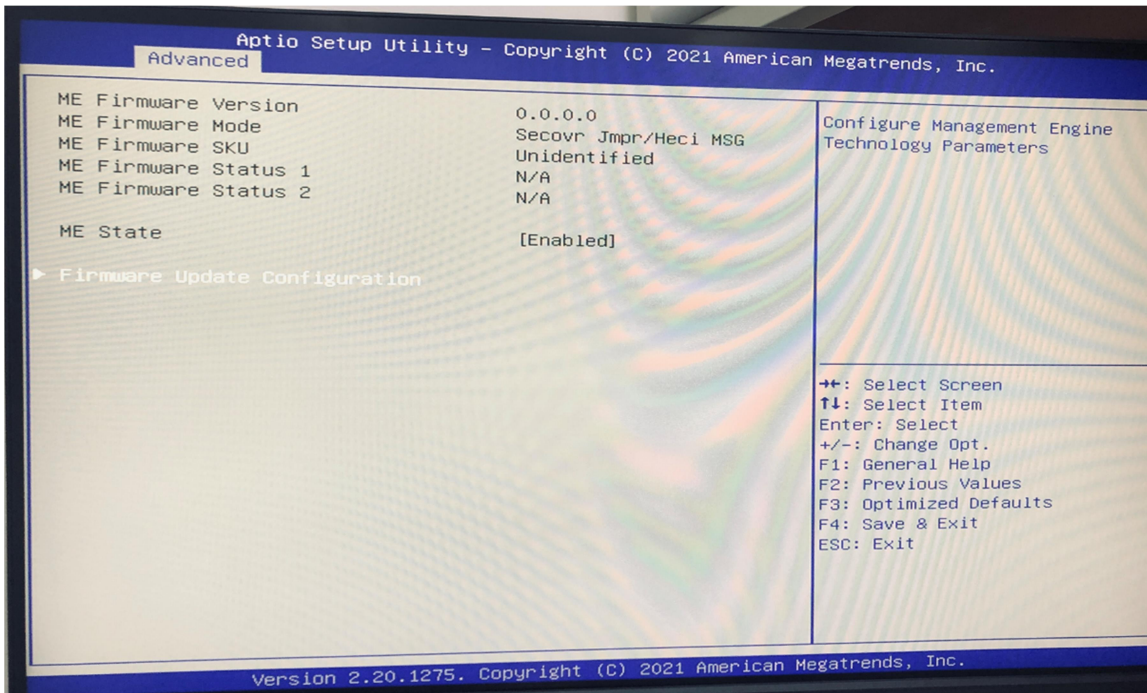 Aptio Setup Utility – Copyright (C) 2021 American Megatrends, Inc.
Advanced
ME Firmware Version 0.0.0.0
ME Firmware Mode Secovr Jmpr/Heci MSG
ME Firmware SKU Unidentified
ME Firmware Status 1 N/A
ME Firmware Status 2 N/A
ME State [Enabled]
▶ Firmware Update Configuration
Configure Management Engine
Technology Parameters
→←: Select Screen
↑↓: Select Item
Enter: Select
+/-: Change Opt.
F1: General Help
F2: Previous Values
F3: Optimized Defaults
F4: Save & Exit
ESC: Exit
Version 2.20.1275. Copyright (C) 2021 American Megatrends, Inc.